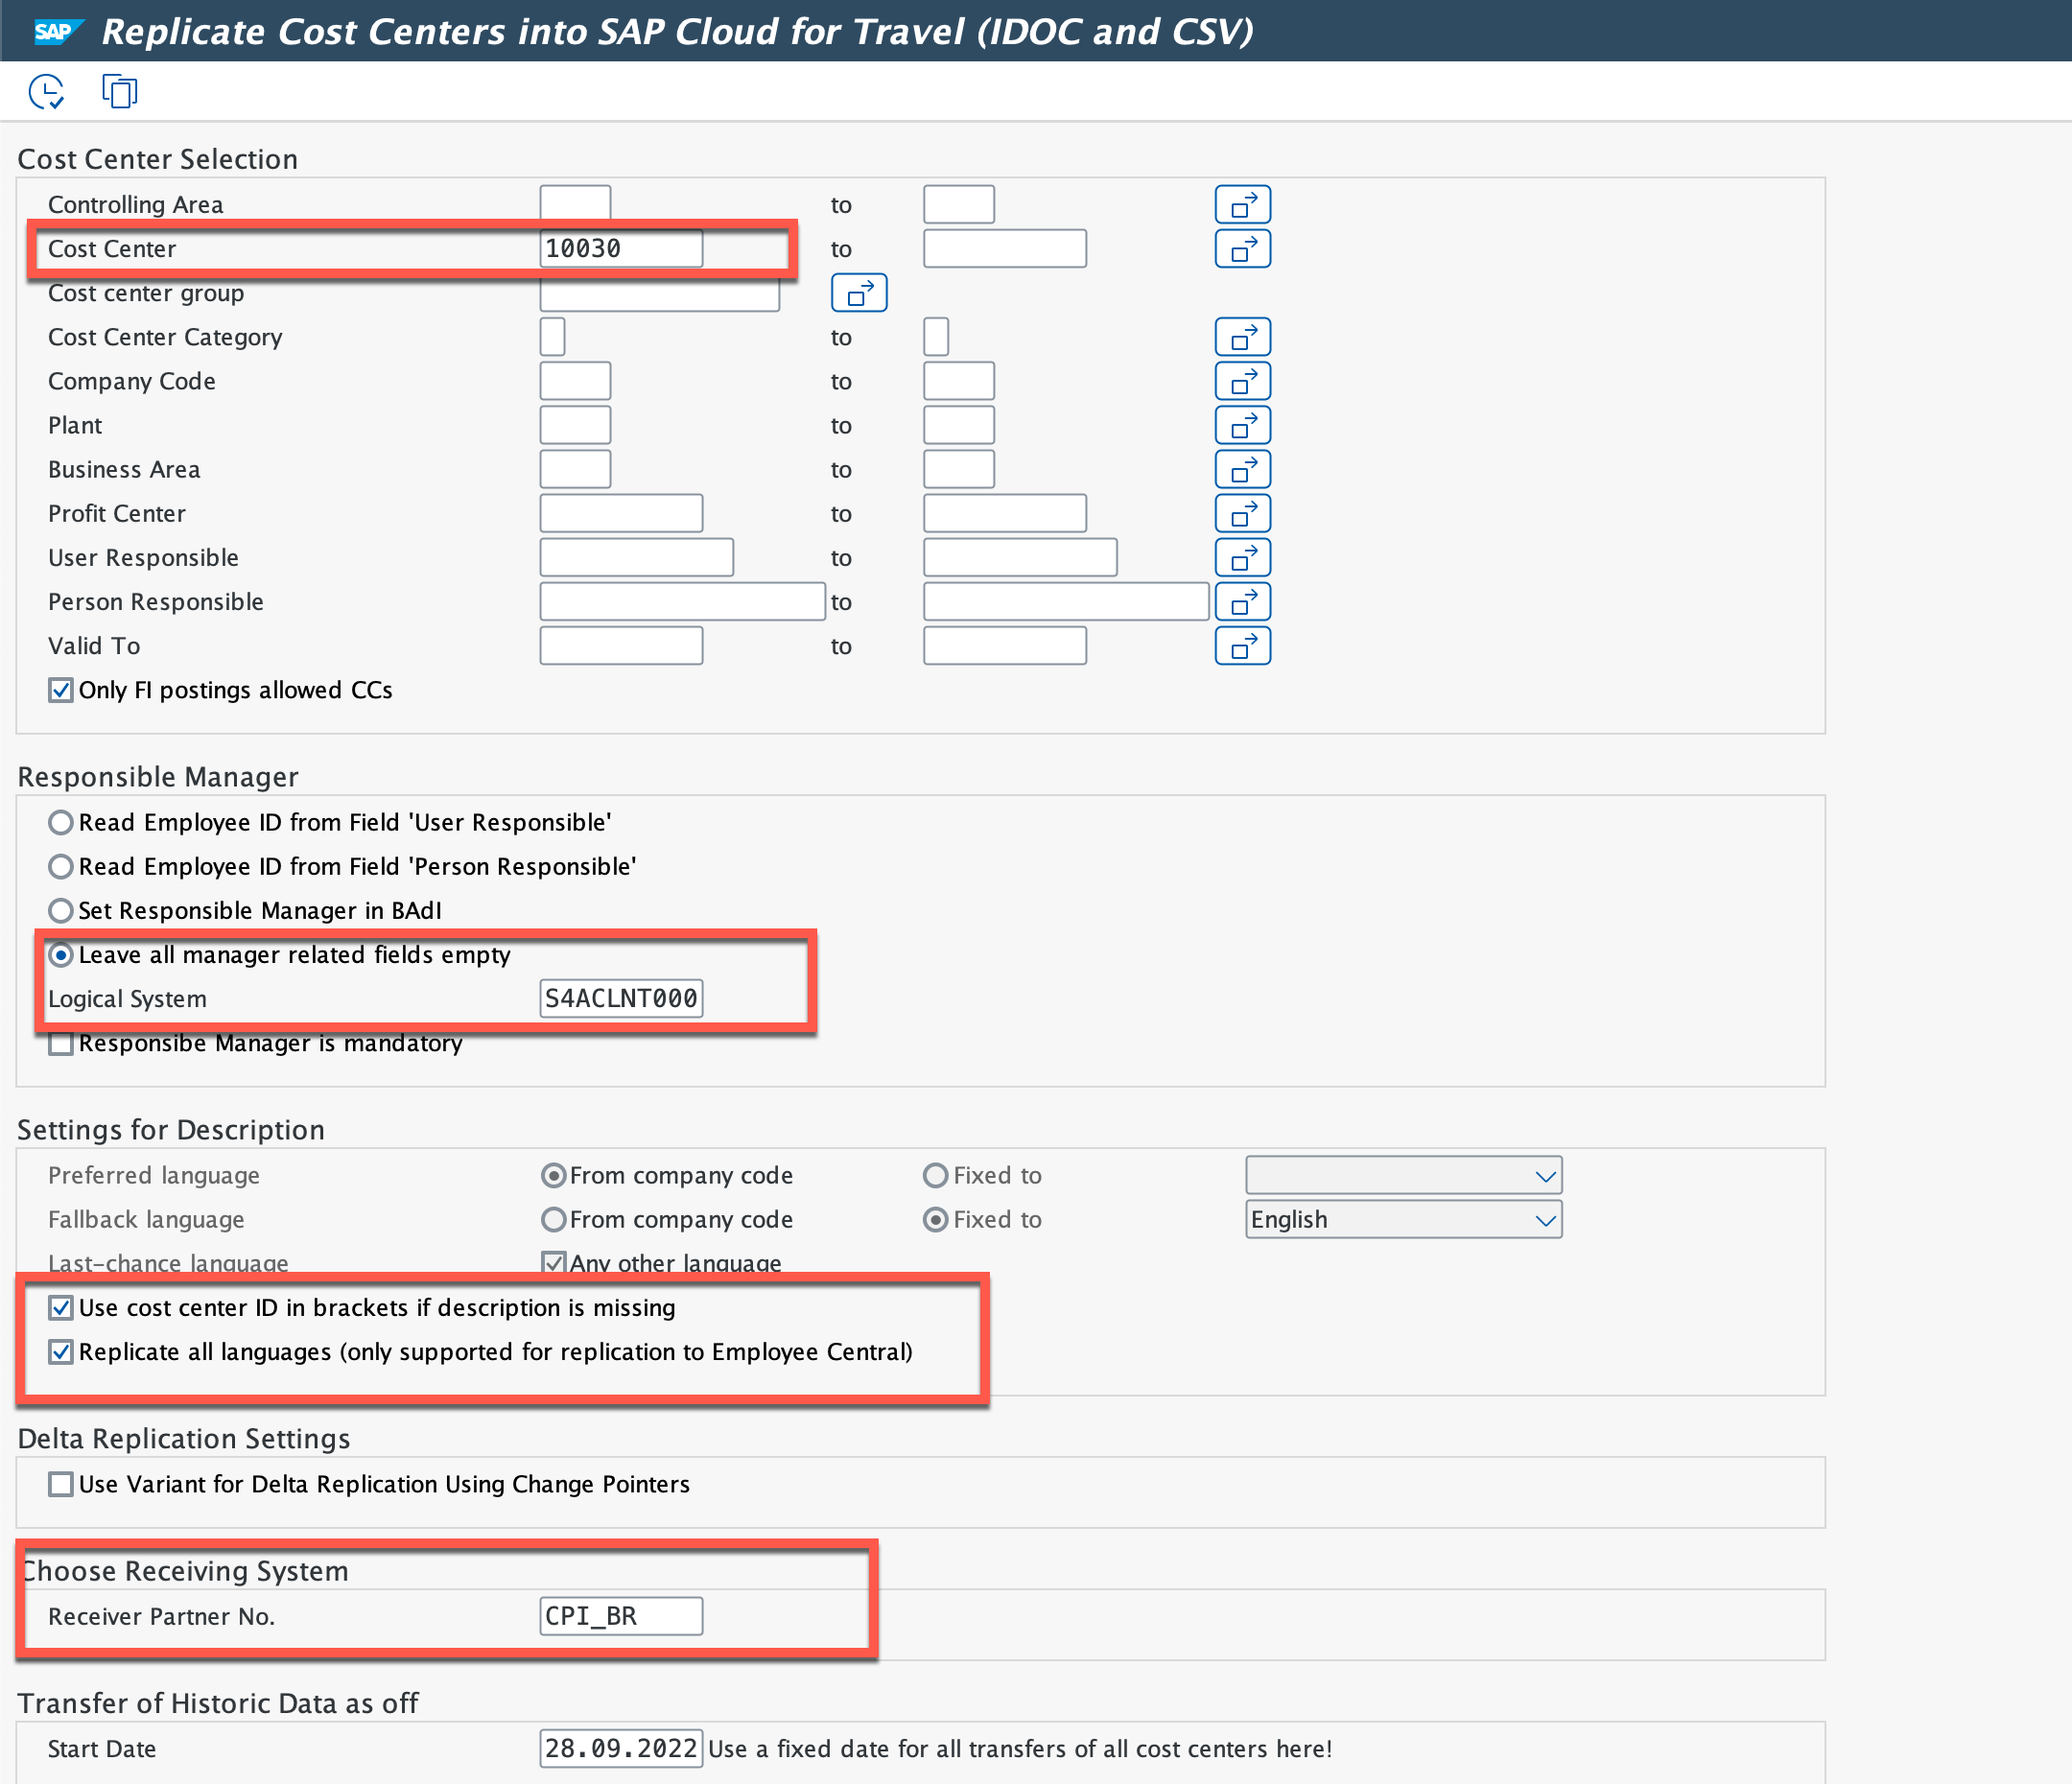 SAP Replicate Cost Centers into SAP Cloud for Travel (IDOC and CSV)
Cost Center Selection
Controlling Area to
Cost Center 10030 to
Cost center group
Cost Center Category to
Company Code to
Plant to
Business Area to
Profit Center to
User Responsible to
Person Responsible to
Valid To to
Only FI postings allowed CCs
Responsible Manager
Read Employee ID from Field 'User Responsible'
Read Employee ID from Field 'Person Responsible'
Set Responsible Manager in BAdI
Leave all manager related fields empty
Logical System S4ACLNT000
Responsibe Manager is mandatory
Settings for Description
Preferred language From company code Fixed to
Fallback language From company code Fixed to English
Last-chance language Any other language
Use cost center ID in brackets if description is missing
Replicate all languages (only supported for replication to Employee Central)
Delta Replication Settings
Use Variant for Delta Replication Using Change Pointers
Choose Receiving System
Receiver Partner No. CPI_BR
Transfer of Historic Data as off
Start Date 28.09.2022 Use a fixed date for all transfers of all cost centers here!